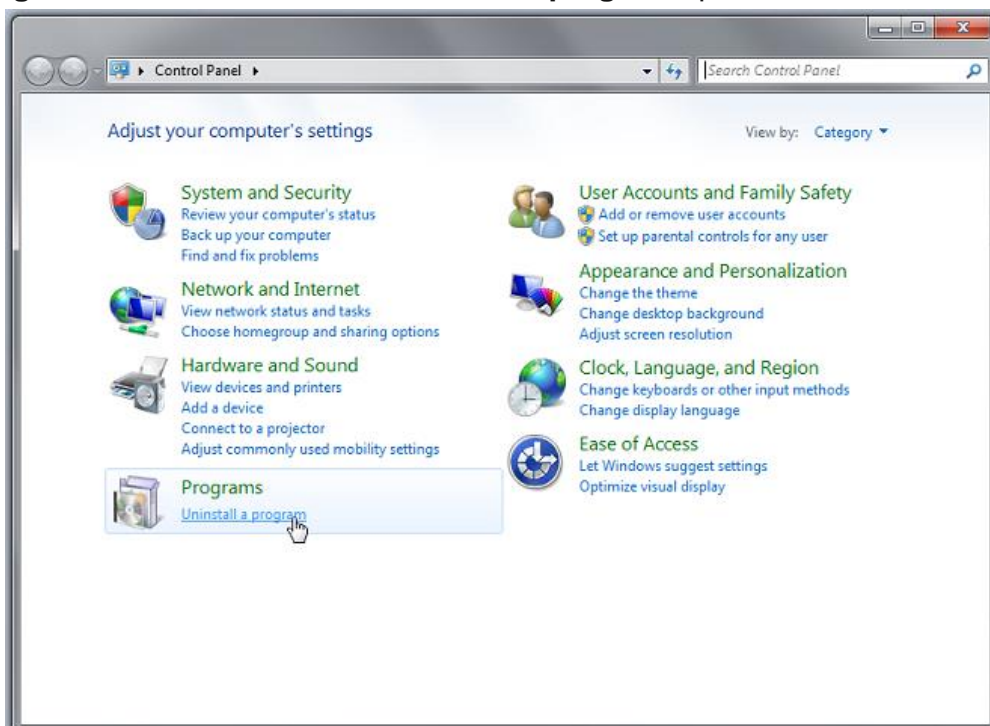 Control Panel
Search Control Panel
Adjust your computer's settings
View by: Category
System and Security
Review your computer's status
Back up your computer
Find and fix problems
Network and Internet
View network status and tasks
Choose homegroup and sharing options
Hardware and Sound
View devices and printers
Add a device
Connect to a projector
Adjust commonly used mobility settings
Programs
Uninstall a program
User Accounts and Family Safety
Add or remove user accounts
Set up parental controls for any user
Appearance and Personalization
Change the theme
Change desktop background
Adjust screen resolution
Clock, Language, and Region
Change keyboards or other input methods
Change display language
Ease of Access
Let Windows suggest settings
Optimize visual display